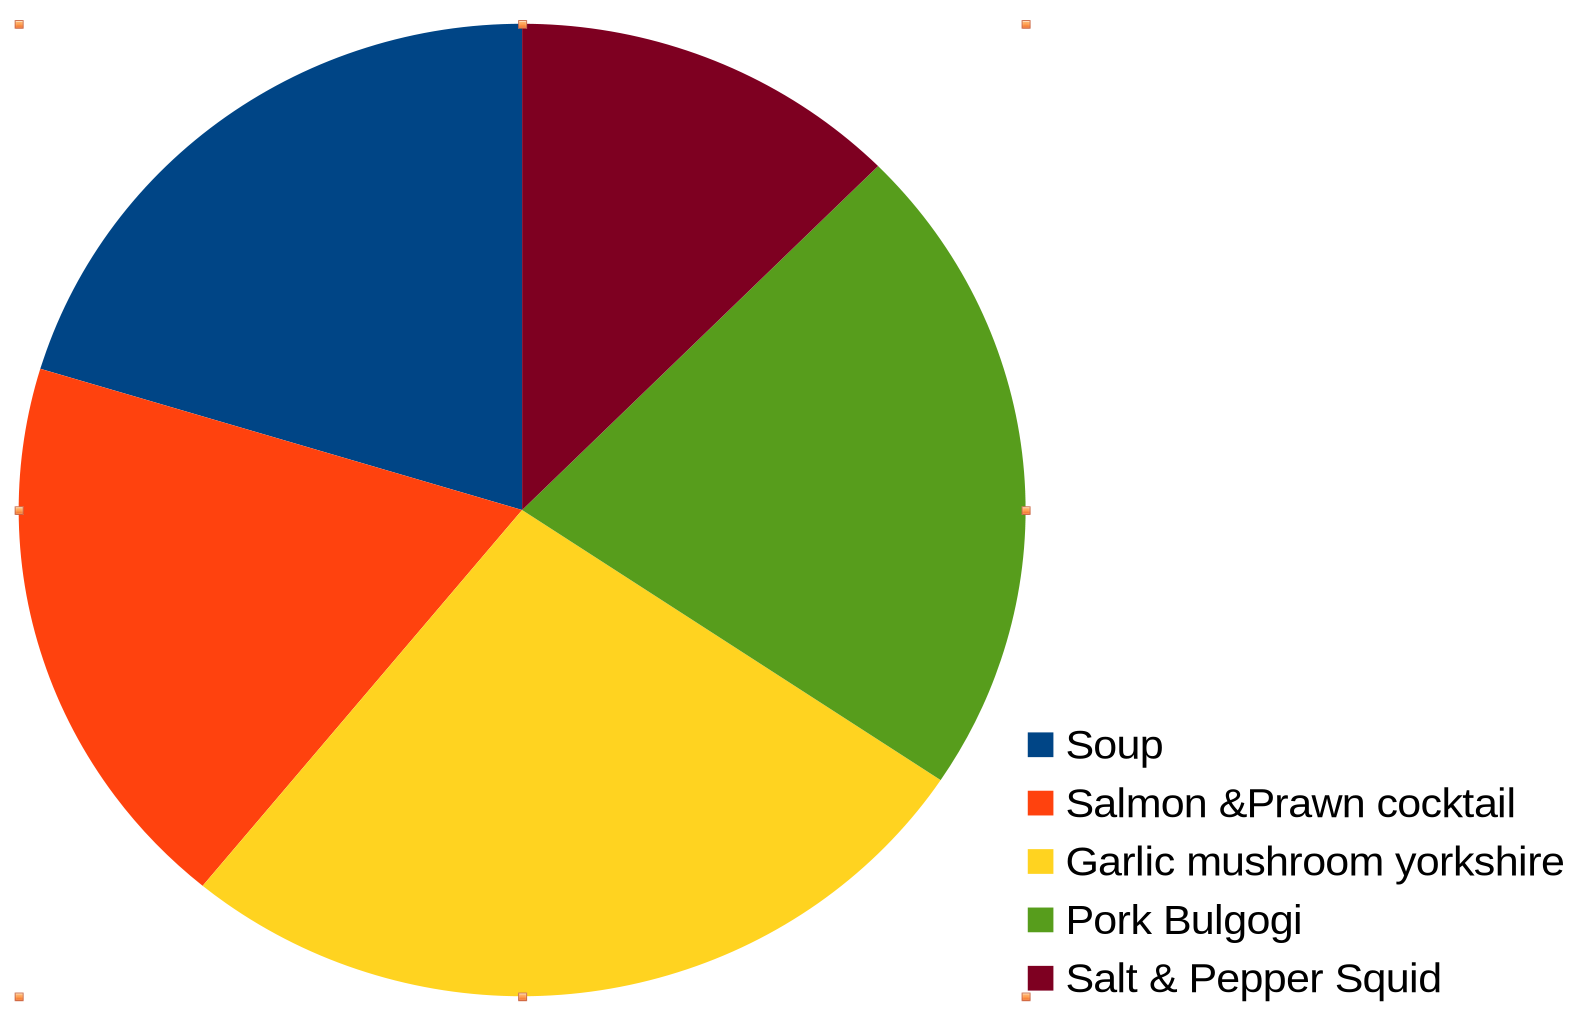 Soup
Salmon &Prawn cocktail
Garlic mushroom yorkshire
Pork Bulgogi
Salt & Pepper Squid